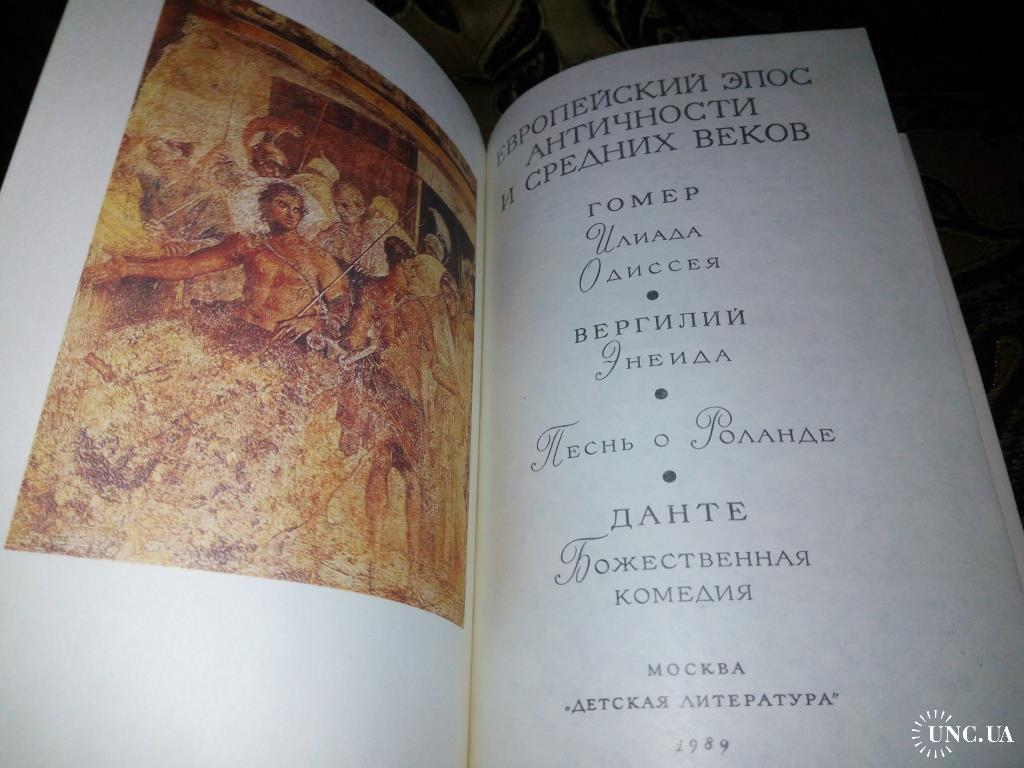 ЕВРОПЕЙСКИЙ ЭПОС
АНТИЧНОСТИ
И СРЕДНИХ ВЕКОВ
ГОМЕР
ИЛИАДА
ОДИССЕЯ
•
ВЕРГИЛИЙ
ЭНЕИДА
•
ПЕСНЬ О РОЛАНДЕ
•
ДАНТЕ
БОЖЕСТВЕННАЯ
КОМЕДИЯ
МОСКВА
„ДЕТСКАЯ ЛИТЕРАТУРА"
1989
UNC.UA